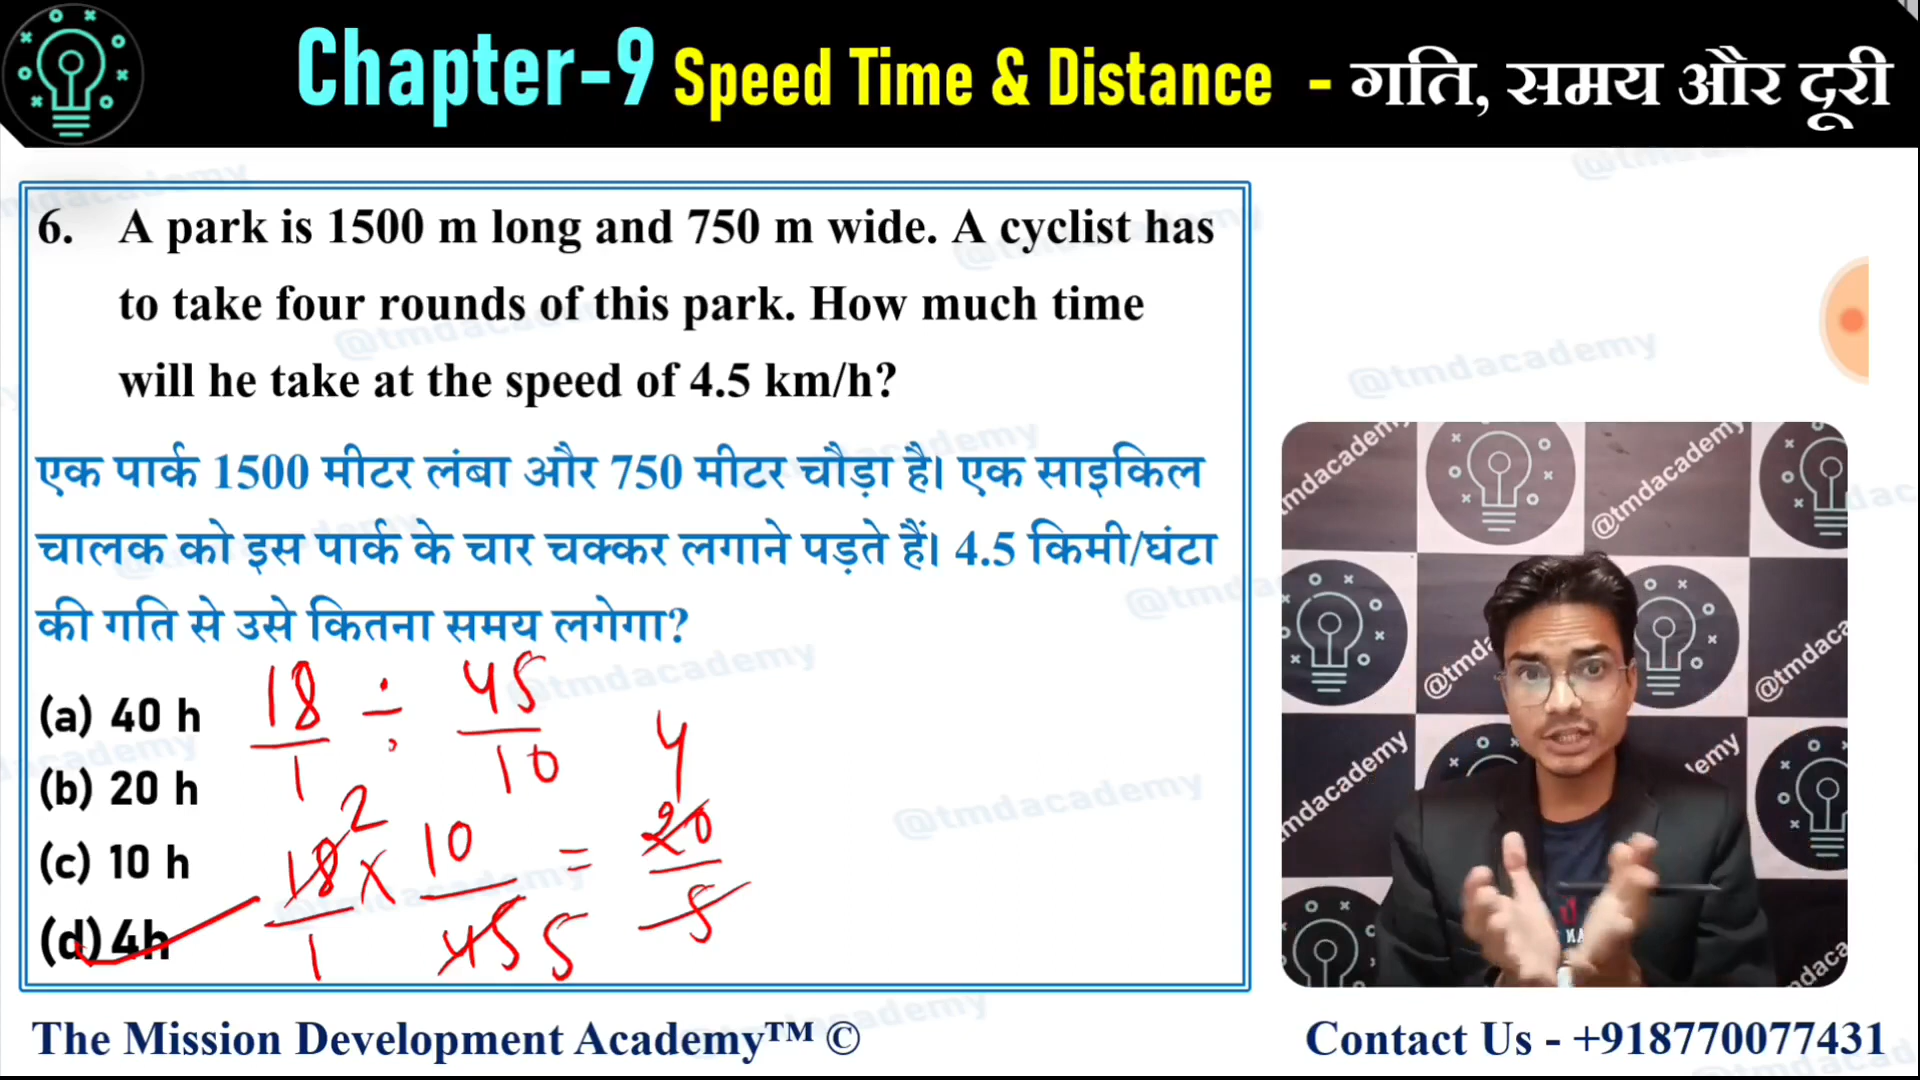 Chapter-9 Speed Time & Distance - गति, समय और दूरी
6. A park is 1500 m long and 750 m wide. A cyclist has
to take four rounds of this park. How much time
will he take at the speed of 4.5 km/h?
एक पार्क 1500 मीटर लंबा और 750 मीटर चौड़ा है। एक साइकिल
चालक को इस पार्क के चार चक्कर लगाने पड़ते हैं। 4.5 किमी/घंटा
की गति से उसे कितना समय लगेगा?
(a) 40 h
(b) 20 h
(c) 10 h
(d) 4h
18/1 ÷ 45/10
18/1 × 10/45 = 20/5
2
5
4
@tmdacademy
The Mission Development Academy™ ©
Contact Us - +918770077431